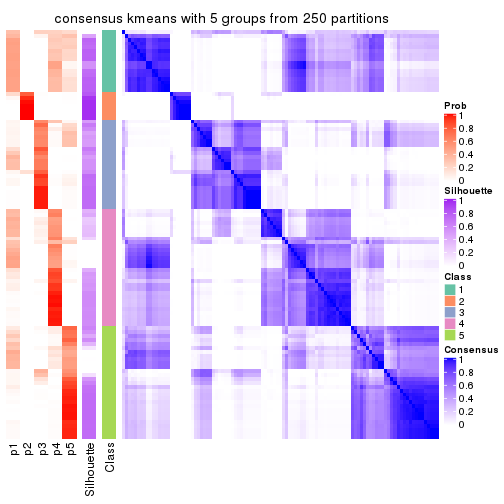 consensus kmeans with 5 groups from 250 partitions
Prob
1
0.8
0.6
0.4
0.2
0
Silhouette
1
0.8
0.6
0.4
0.2
0
Class
1
2
3
4
5
Consensus
1
0.8
0.6
0.4
0.2
0
p1
p2
p3
p4
p5
Silhouette
Class